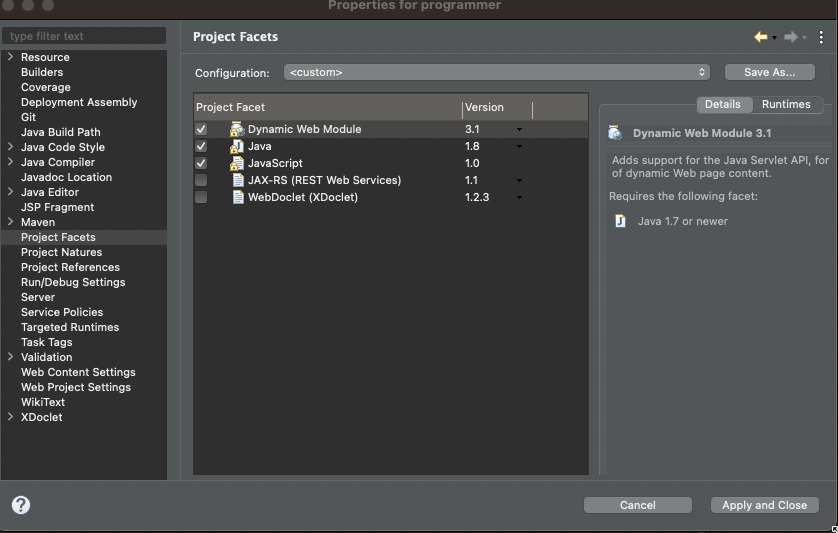 Properties for programmer
type filter text
Resource
Builders
Coverage
Deployment Assembly
Git
Java Build Path
Java Code Style
Java Compiler
Javadoc Location
Java Editor
JSP Fragment
Maven
Project Facets
Project Natures
Project References
Run/Debug Settings
Server
Service Policies
Targeted Runtimes
Task Tags
Validation
Web Content Settings
Web Project Settings
WikiText
XDoclet
Project Facets
Configuration: <custom> Save As...
Project Facet Version
Dynamic Web Module 3.1
Java 1.8
JavaScript 1.0
JAX-RS (REST Web Services) 1.1
WebDoclet (XDoclet) 1.2.3
Details Runtimes
Dynamic Web Module 3.1
Adds support for the Java Servlet API, for
of dynamic Web page content.
Requires the following facet:
Java 1.7 or newer
? Cancel Apply and Close